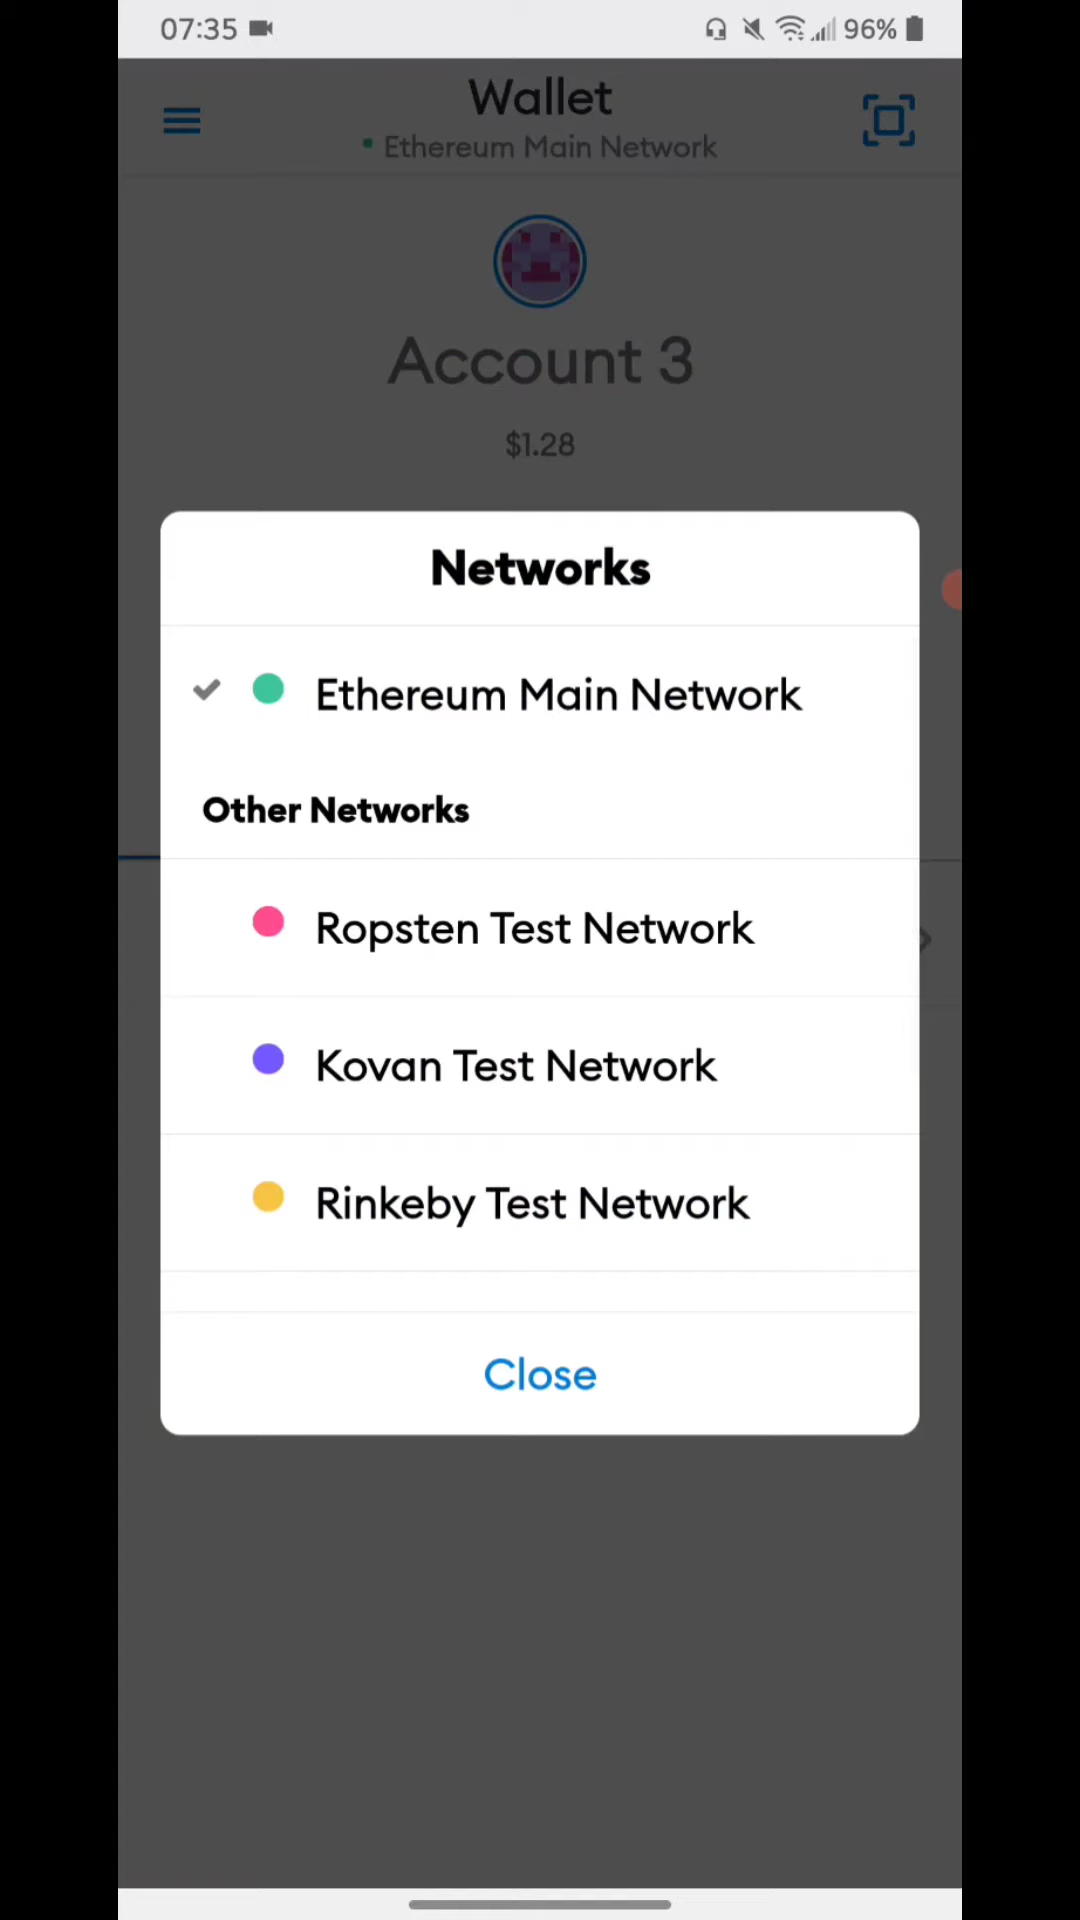 07:35
96%
Wallet
Ethereum Main Network
Account 3
$1.28
Networks
Ethereum Main Network
Other Networks
Ropsten Test Network
Kovan Test Network
Rinkeby Test Network
Close